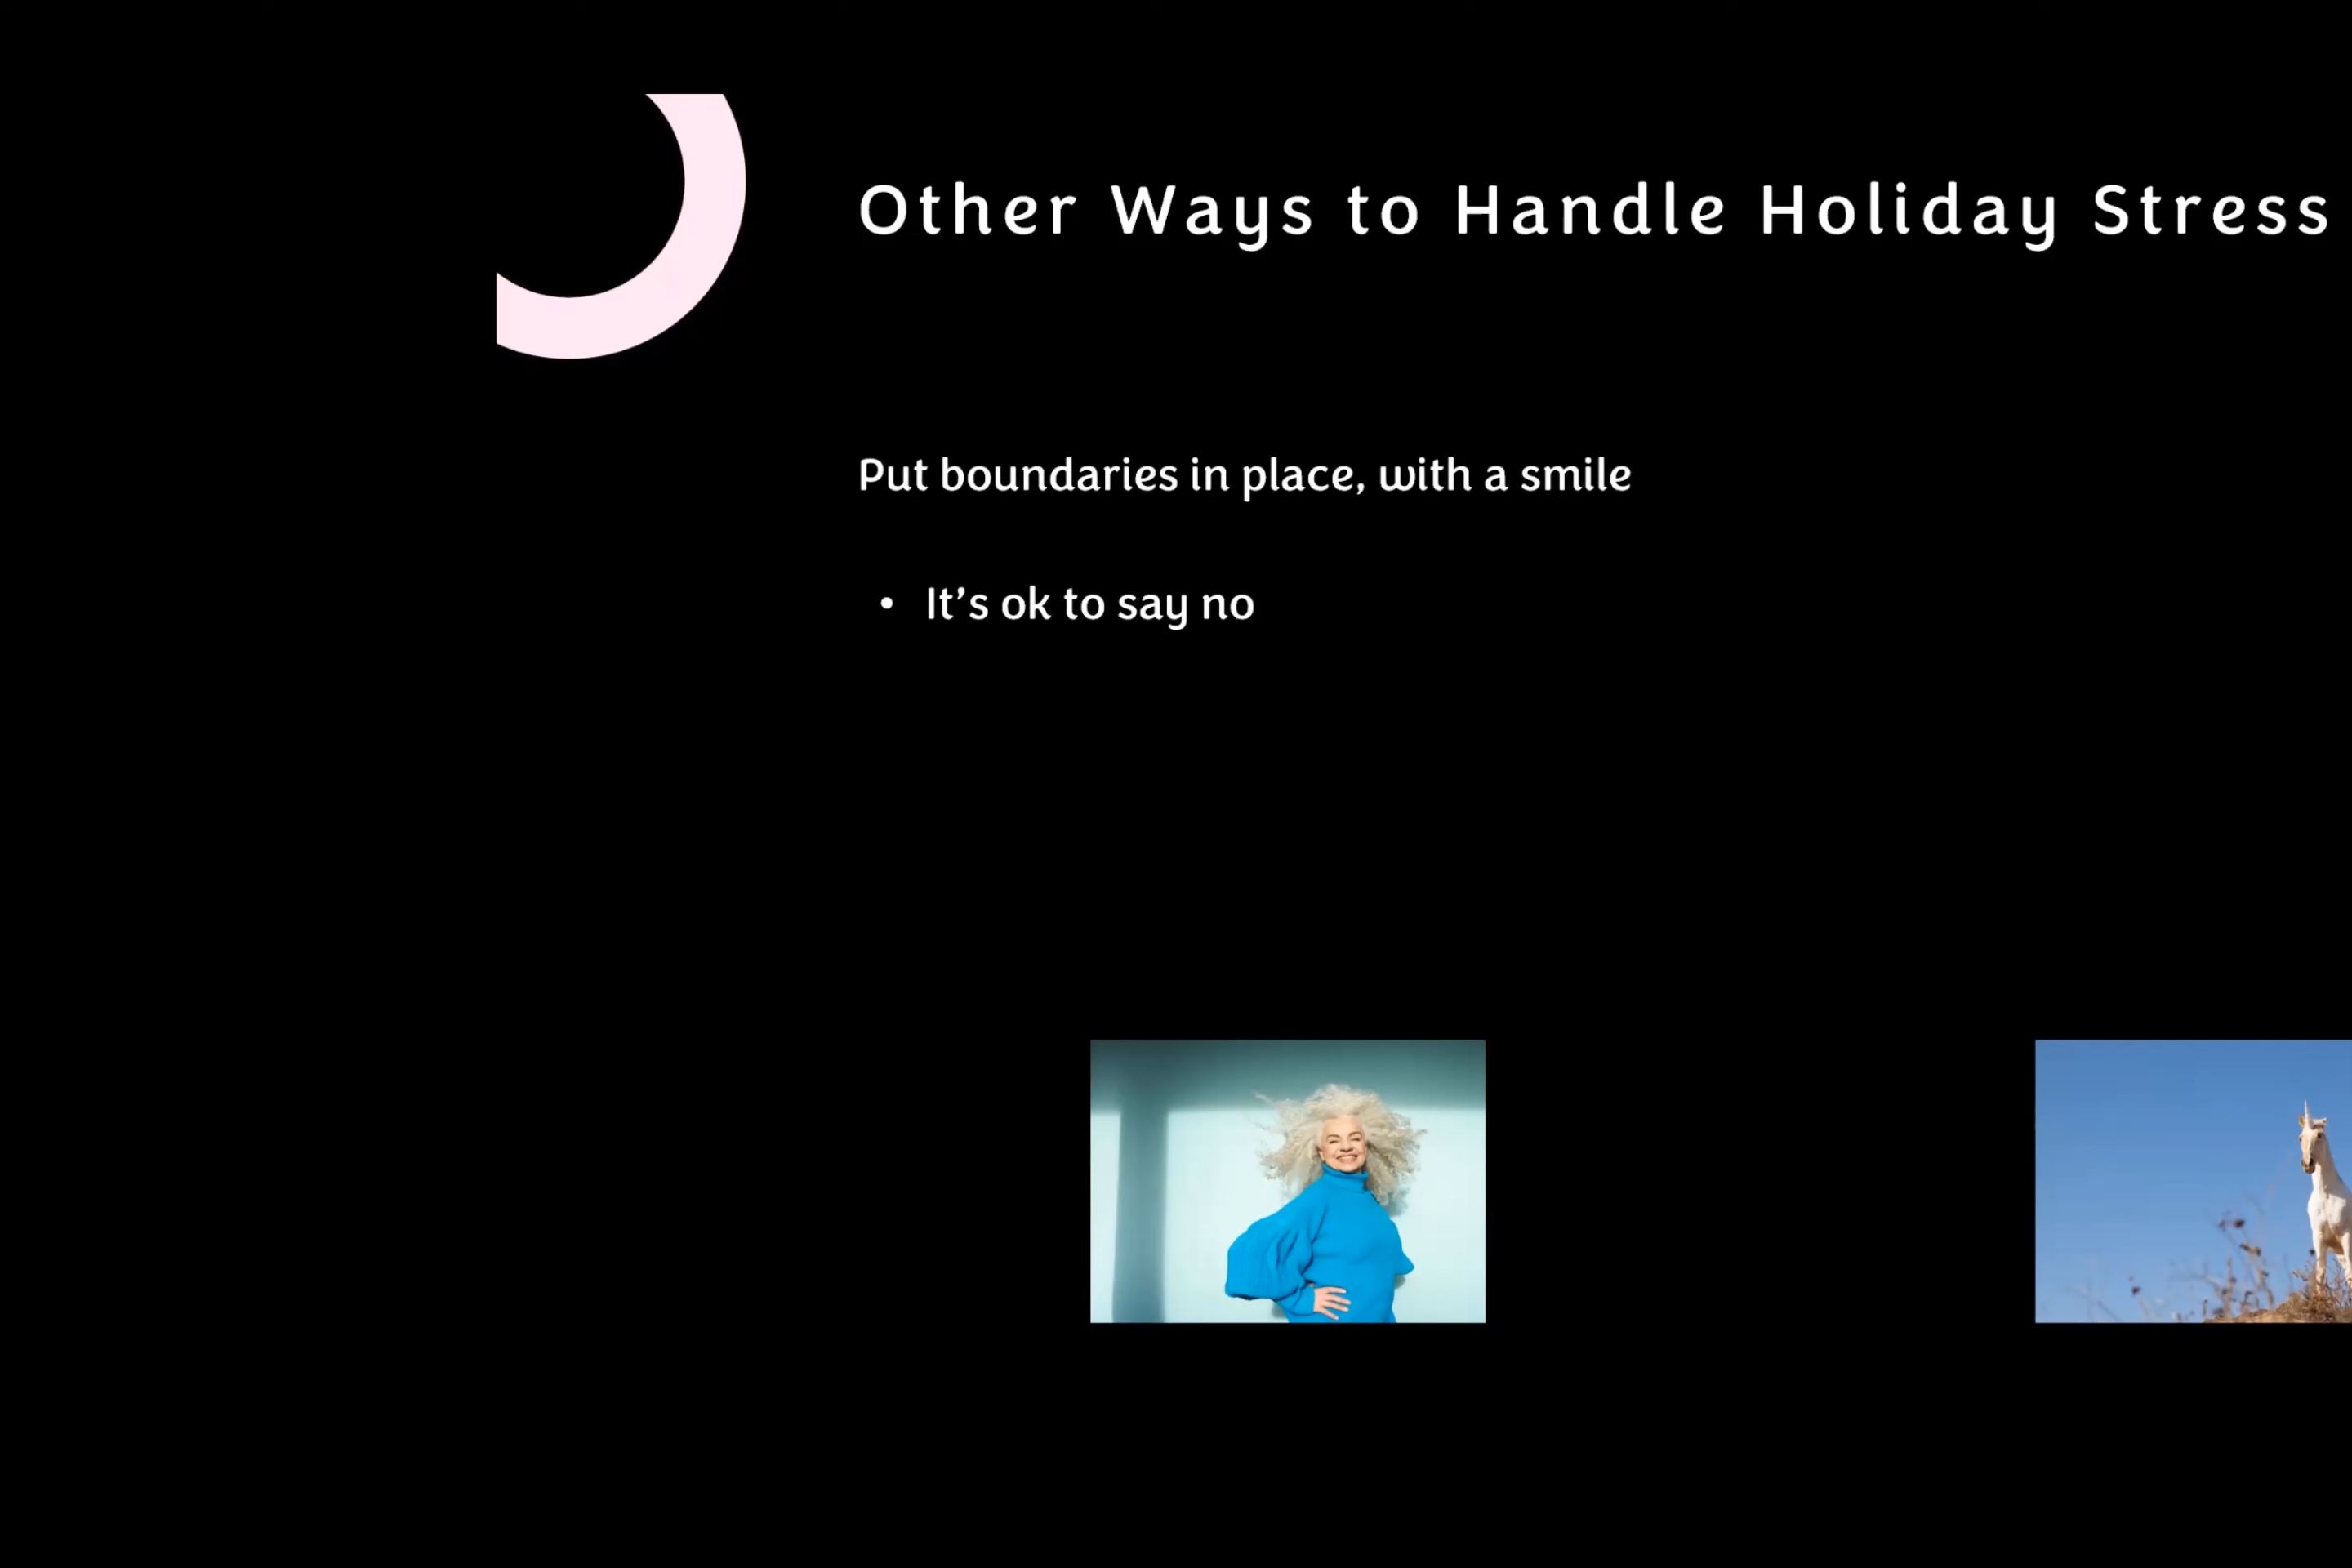 Other Ways to Handle Holiday Stress
Put boundaries in place, with a smile
• It’s ok to say no